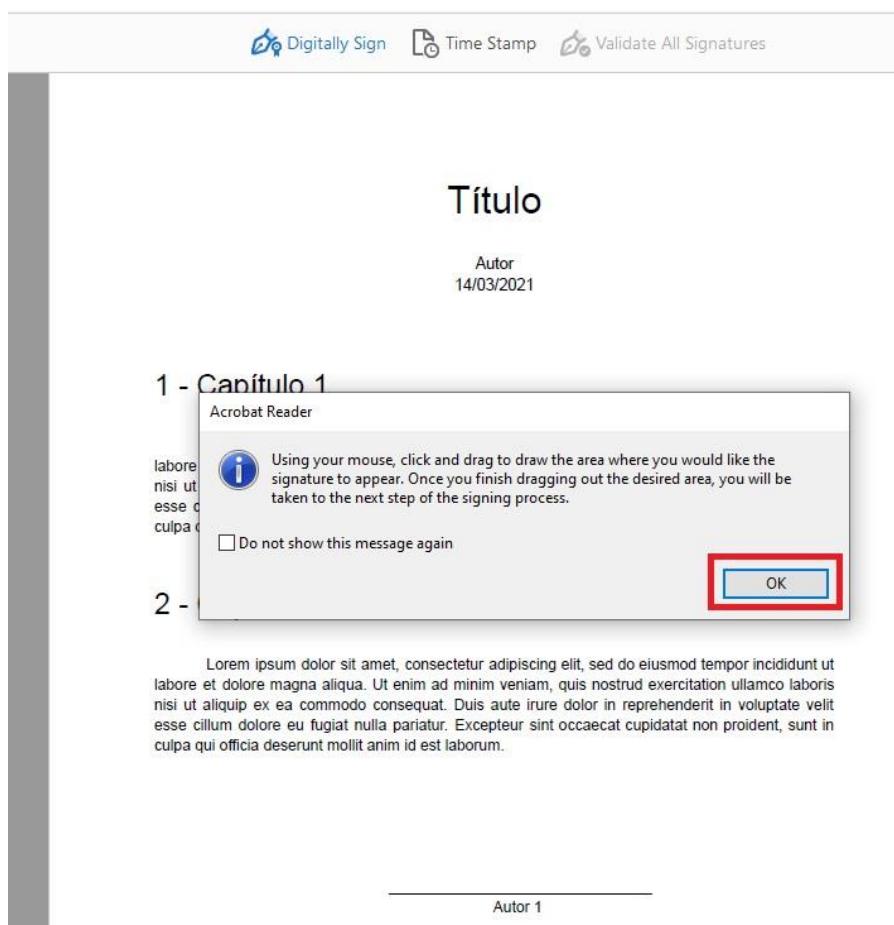 Digitally Sign Time Stamp Validate All Signatures
Título
Autor
14/03/2021
1 - Capítulo 1
Acrobat Reader
Using your mouse, click and drag to draw the area where you would like the
signature to appear. Once you finish dragging out the desired area, you will be
taken to the next step of the signing process.
Do not show this message again
OK
labore
nisi ut
esse
culpa
2 -
Lorem ipsum dolor sit amet, consectetur adipiscing elit, sed do eiusmod tempor incididunt ut
labore et dolore magna aliqua. Ut enim ad minim veniam, quis nostrud exercitation ullamco laboris
nisi ut aliquip ex ea commodo consequat. Duis aute irure dolor in reprehenderit in voluptate velit
esse cillum dolore eu fugiat nulla pariatur. Excepteur sint occaecat cupidatat non proident, sunt in
culpa qui officia deserunt mollit anim id est laborum.
Autor 1